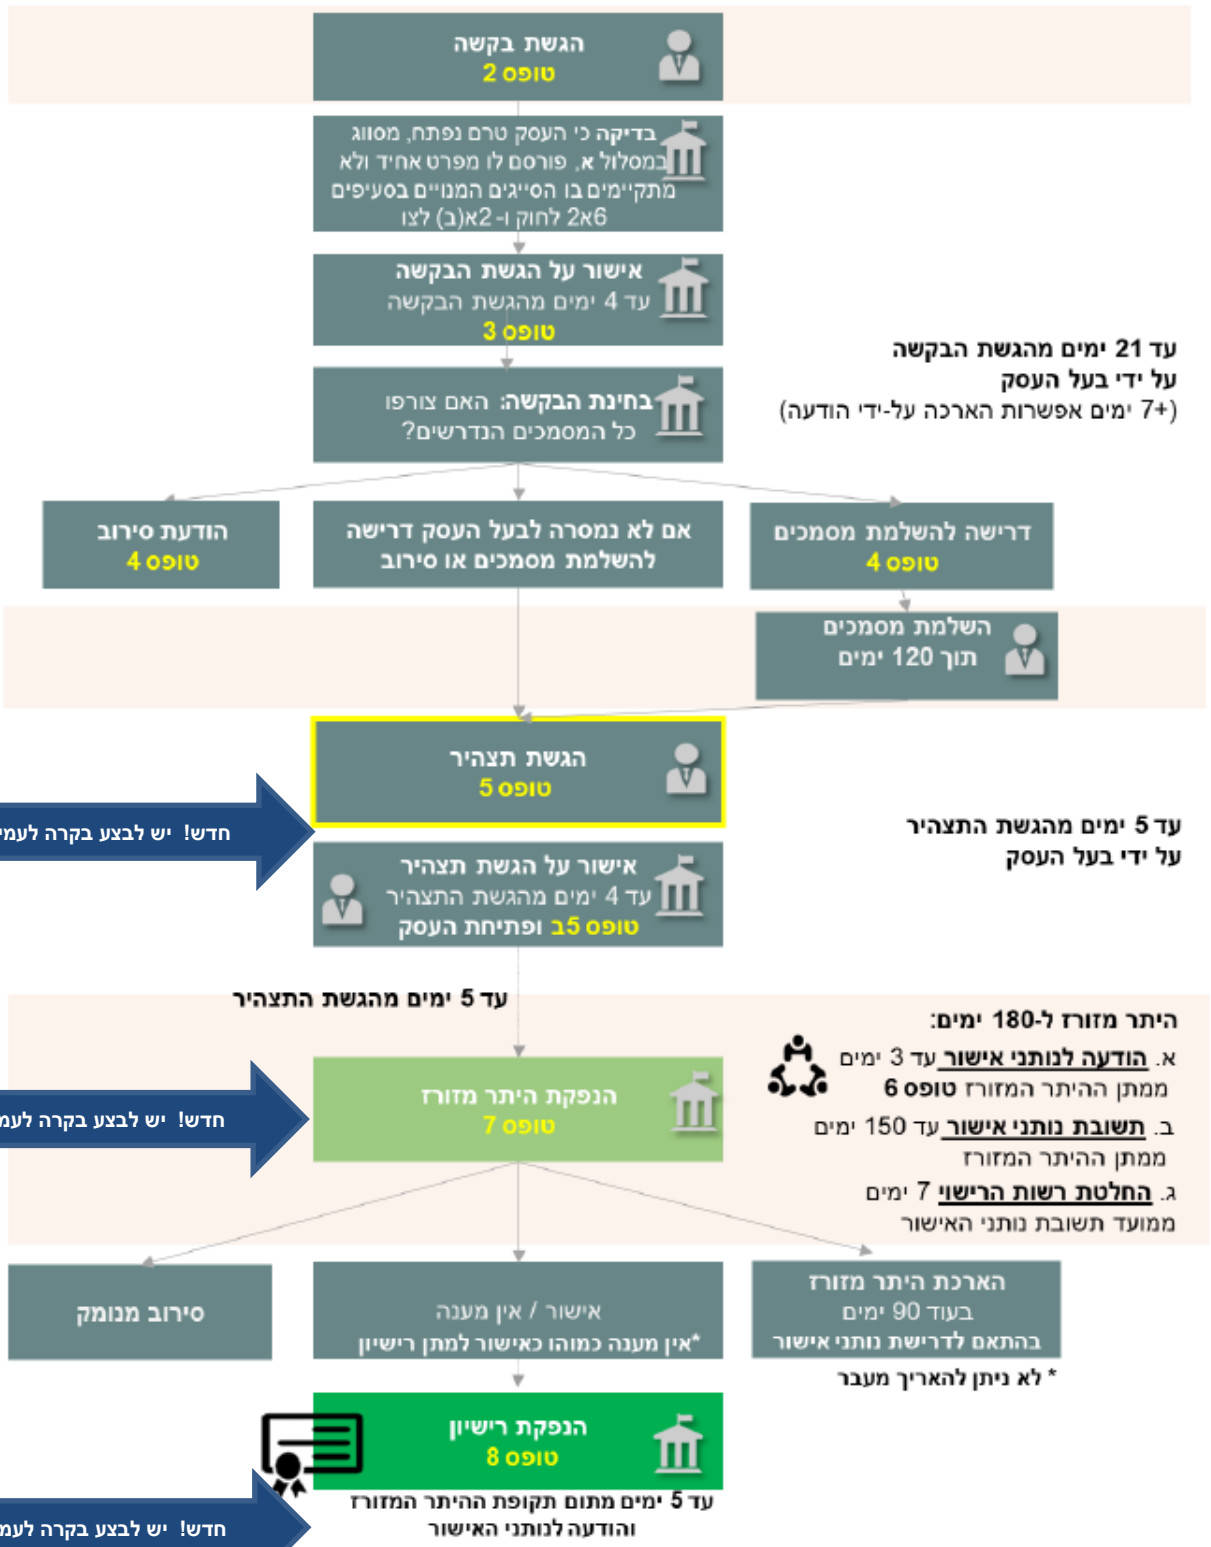 הגשת בקשה
טופס 2
בדיקה כי העסק טרם נפתח, מסווג
במסלול א, פורסם לו מפרט אחיד ולא
מתקיימים בו הסייגים המנויים בסעיפים
6א2 לחוק ו- 2א(ב) לצו
אישור על הגשת הבקשה
עד 4 ימים מהגשת הבקשה
טופס 3
עד 21 ימים מהגשת הבקשה
על ידי בעל העסק
(+7 ימים אפשרות הארכה על-ידי הודעה)
בחינת הבקשה: האם צורפו
כל המסמכים הנדרשים?
דרישה להשלמת מסמכים
טופס 4
אם לא נמסרה לבעל העסק דרישה
להשלמת מסמכים או סירוב
הודעת סירוב
טופס 4
השלמת מסמכים
תוך 120 ימים
הגשת תצהיר
טופס 5
חדש! יש לבצע בקרה לעמי
עד 5 ימים מהגשת התצהיר
על ידי בעל העסק
אישור על הגשת תצהיר
עד 4 ימים מהגשת התצהיר
טופס 5ב ופתיחת העסק
עד 5 ימים מהגשת התצהיר
היתר מזורז ל-180 ימים:
א. הודעה לנותני אישור עד 3 ימים
ממתן ההיתר המזורז טופס 6
ב. תשובת נותני אישור עד 150 ימים
ממתן ההיתר המזורז
ג. החלטת רשות הרישוי 7 ימים
ממועד תשובת נותני האישור
הנפקת היתר מזורז
טופס 7
חדש! יש לבצע בקרה לעמ
הארכת היתר מזורז
בעוד 90 ימים
בהתאם לדרישת נותני אישור
* לא ניתן להאריך מעבר
אישור / אין מענה
*אין מענה כמוהו כאישור למתן רישיון
סירוב מנומק
הנפקת רישיון
טופס 8
עד 5 ימים מתום תקופת ההיתר המזורז
והודעה לנותני האישור
חדש! יש לבצע בקרה לעמ